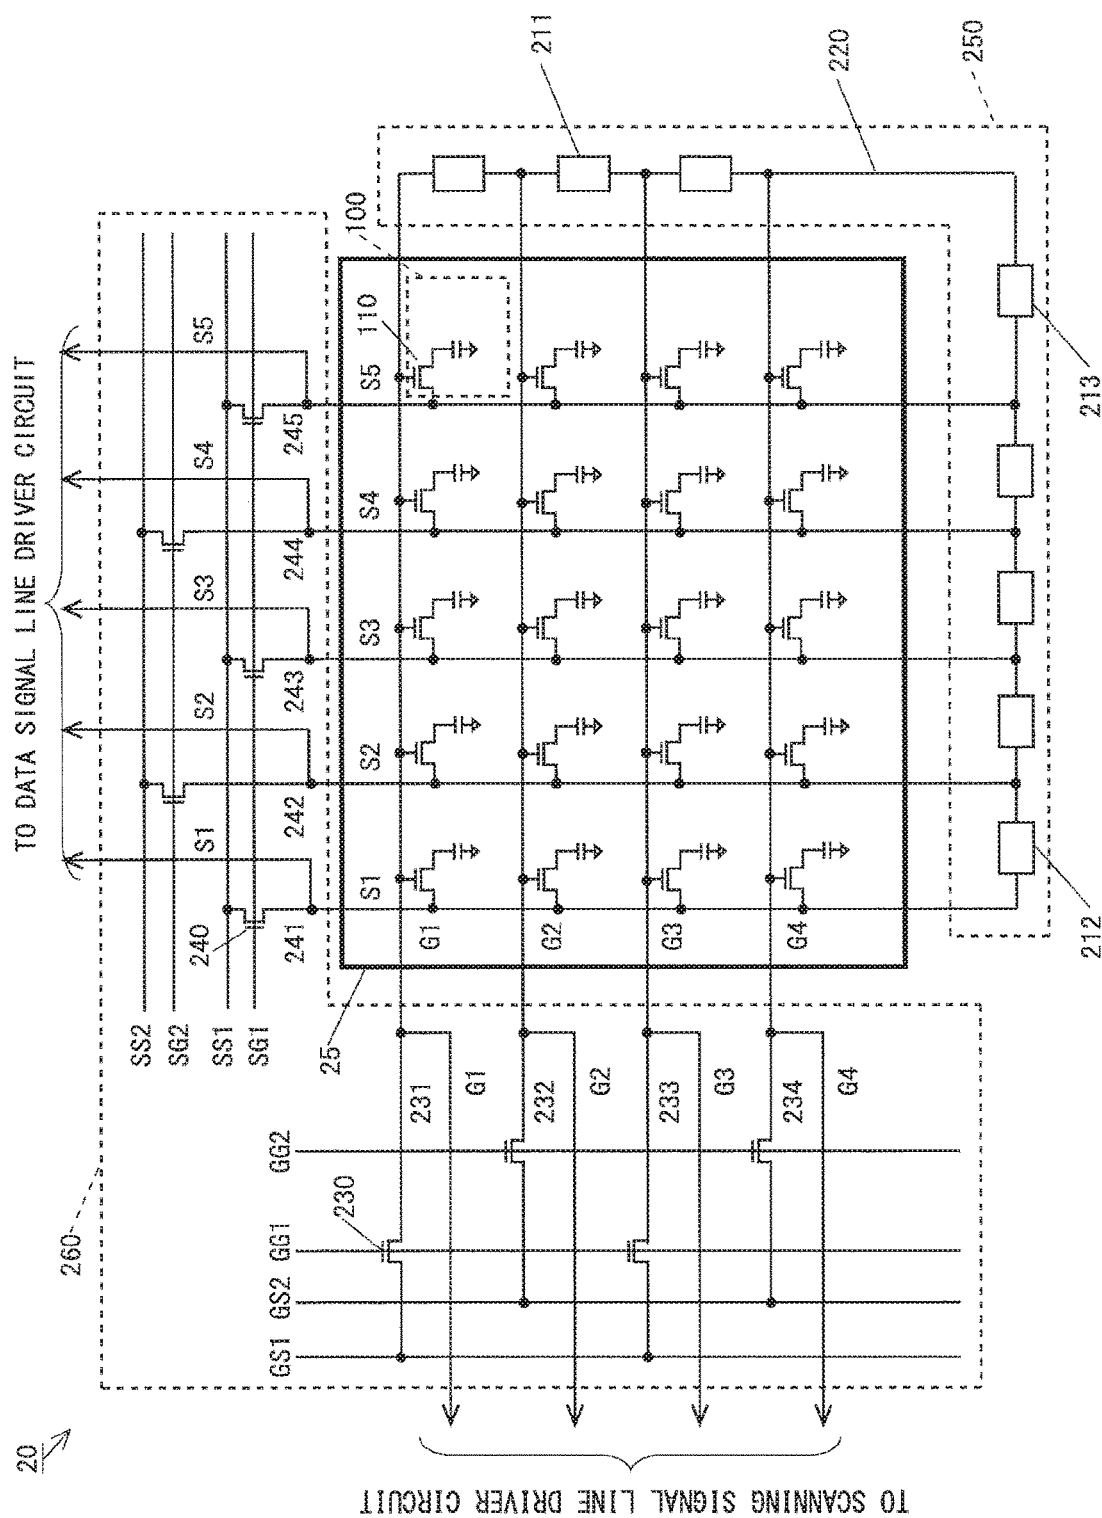 20
TO DATA SIGNAL LINE DRIVER CIRCUIT
260
SS2
SG2
SS1
SG1
S1
S2
S3
S4
S5
240
241
242
243
244
245
100
110
211
220
250
25
S1
S2
S3
S4
S5
G1
G2
G3
G4
212
213
GS1
GS2
GG1
GG2
230
231
232
233
234
G1
G2
G3
G4
TO SCANNING SIGNAL LINE DRIVER CIRCUIT